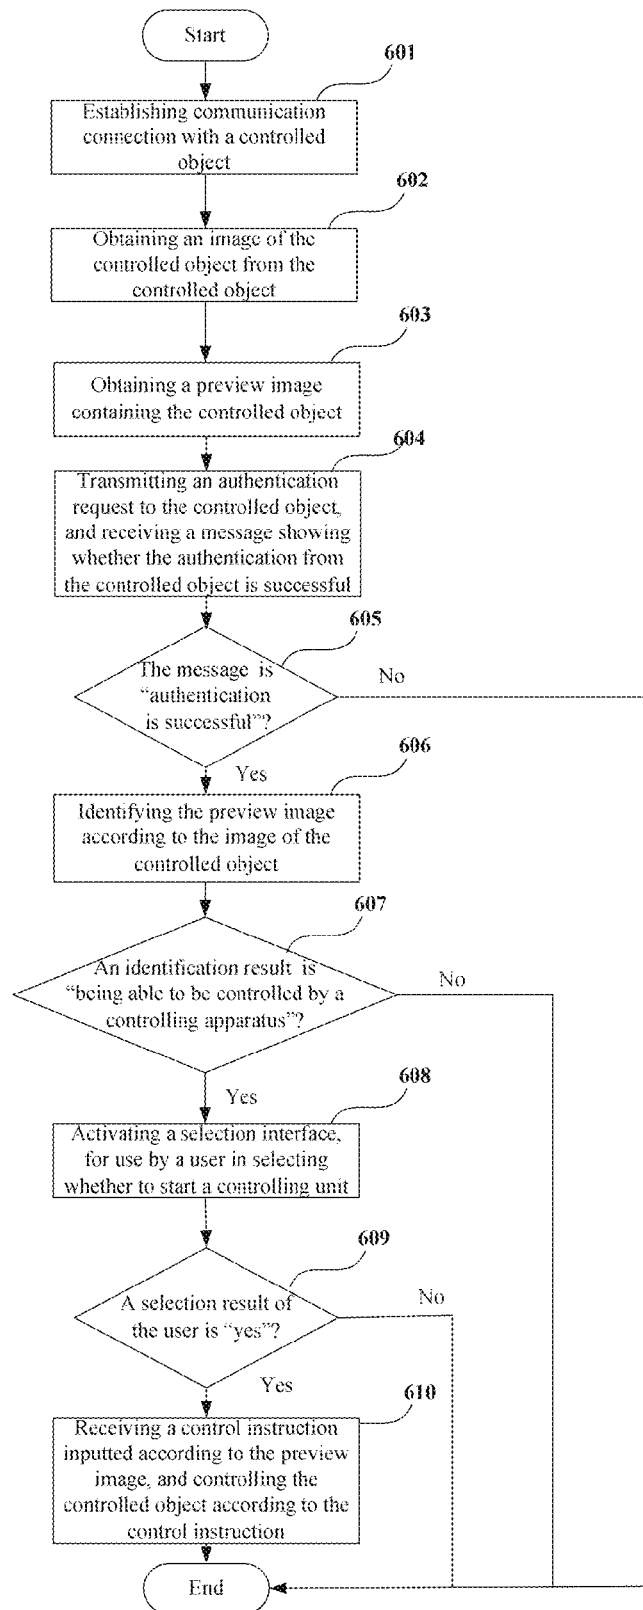 Start
601
Establishing communication
connection with a controlled
object
602
Obtaining an image of the
controlled object from the
controlled object
603
Obtaining a preview image
containing the controlled object
604
Transmitting an authentication
request to the controlled object,
and receiving a message showing
whether the authentication from
the controlled object is successful
605
The message is
“authentication
is successful”?
No
Yes
606
Identifying the preview image
according to the image of the
controlled object
607
An identification result is
“being able to be controlled by a
controlling apparatus”?
No
Yes
608
Activating a selection interface,
for use by a user in selecting
whether to start a controlling unit
609
A selection result of
the user is “yes”?
No
Yes
610
Receiving a control instruction
inputted according to the preview
image, and controlling the
controlled object according to the
control instruction
End